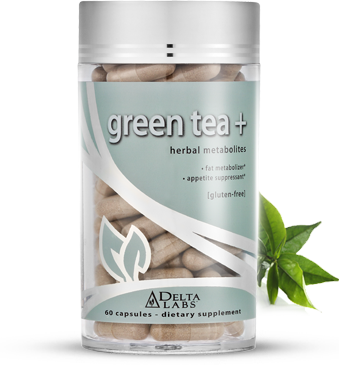 green tea +
herbal metabolites
• fat metabolizer*
• appetite suppressant*
[gluten-free]
DELTA
LABS
60 capsules - dietary supplement